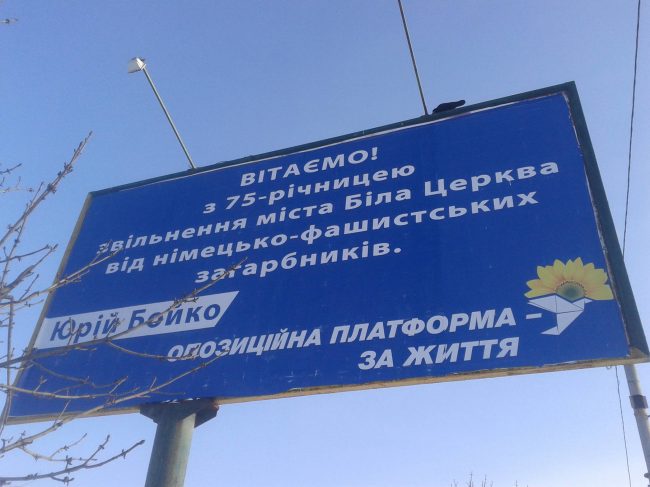 ВІТАЄМО!
з 75-річницею
звільнення міста Біла Церква
від німецько-фашистських
загарбників.
Юрій Бойко
ОПОЗИЦІЙНА ПЛАТФОРМА –
ЗА ЖИТТЯ